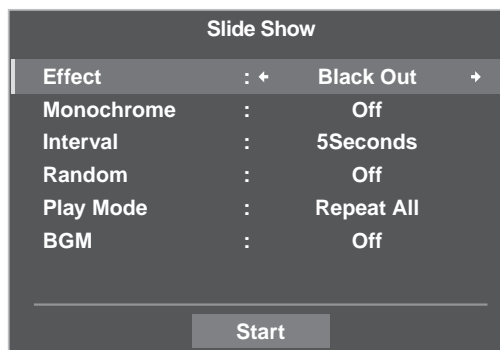 Slide Show
Effect : Black Out
Monochrome : Off
Interval : 5Seconds
Random : Off
Play Mode : Repeat All
BGM : Off
Start